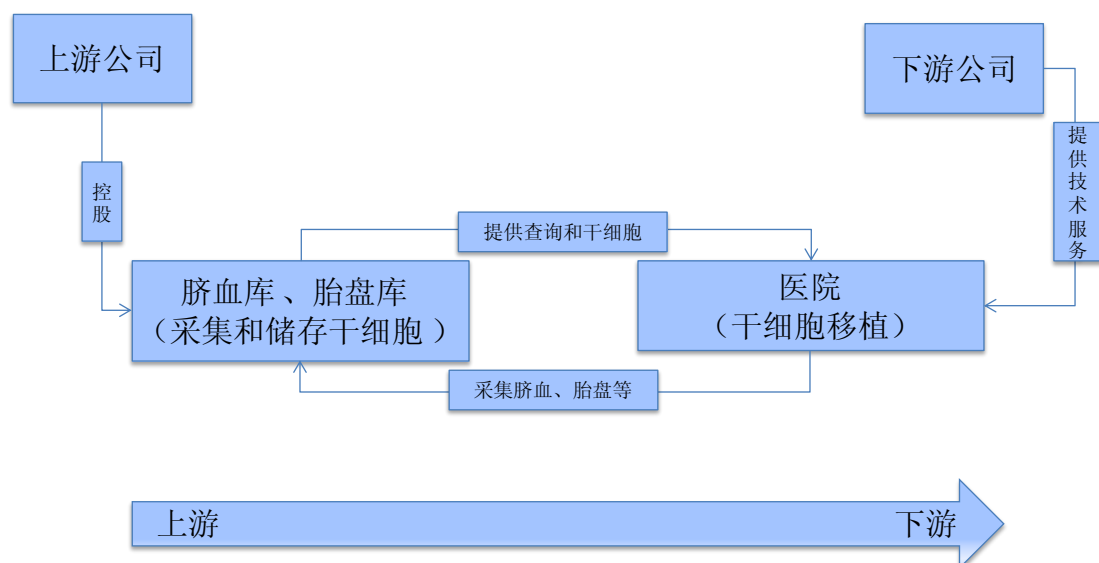 上游公司
下游公司
控股
提供技术服务
提供查询和干细胞
脐血库、胎盘库
（采集和储存干细胞）
医院
（干细胞移植）
采集脐血、胎盘等
上游
下游